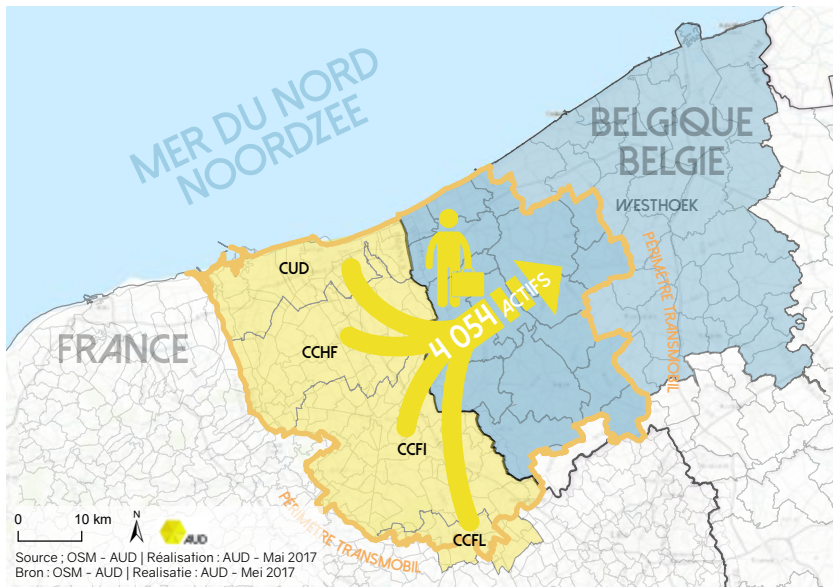 MER DU NORD
NOORDZEE
BELGIQUE
BELGIE
WESTHOEK
PÉRIMÈTRE TRANSMOBIL
CUD
4 054 ACTIFS
CCHF
FRANCE
CCFI
CCFL
PÉRIMÈTRE TRANSMOBIL
0 10 km
N
AUD
Source ; OSM - AUD | Réalisation : AUD - Mai 2017
Bron : OSM - AUD | Realisatie : AUD - Mei 2017